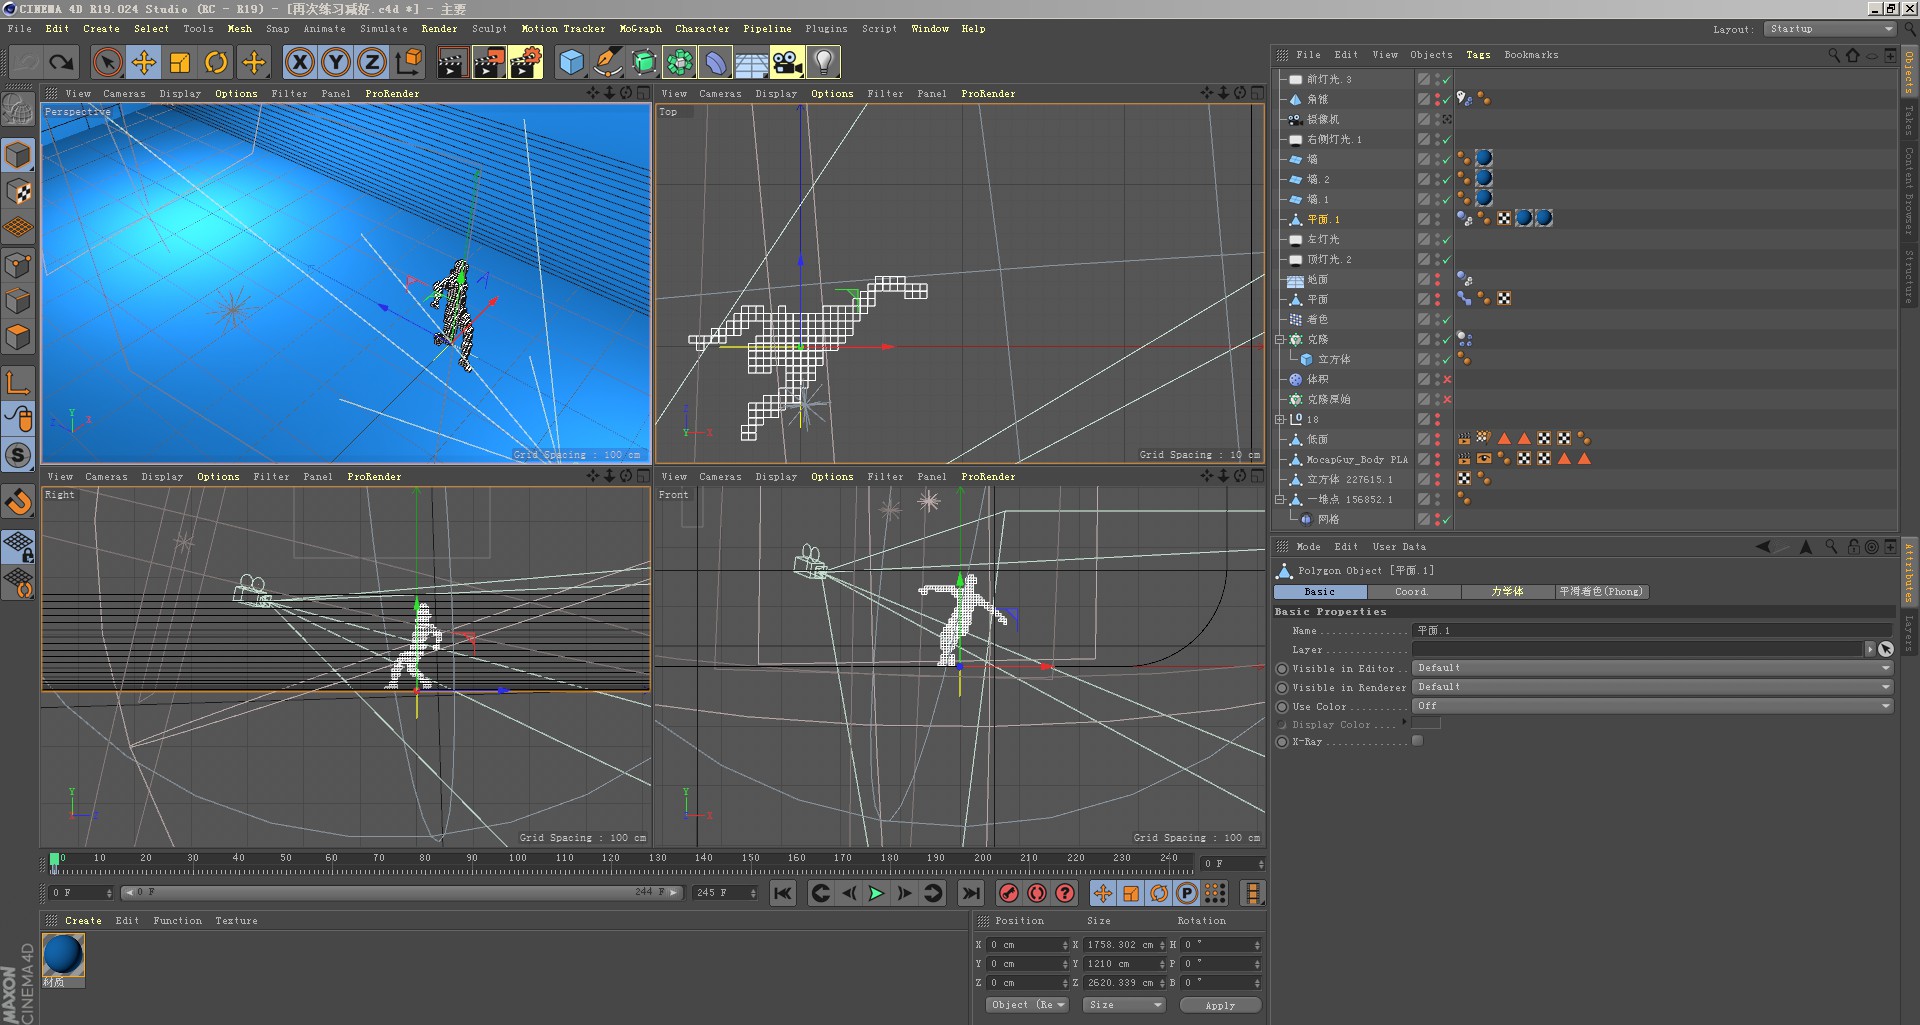 CINEMA 4D R19.024 Studio (RC - R19) - [再次练习减好.c4d *] - 主要
File Edit Create Select Tools Mesh Snap Animate Simulate Render Sculpt Motion Tracker MoGraph Character Pipeline Plugins Script Window Help
Layout: Startup
X Y Z
File Edit View Objects Tags Bookmarks
View Cameras Display Options Filter Panel ProRender
Perspective
Grid Spacing : 100 cm
View Cameras Display Options Filter Panel ProRender
Top
Grid Spacing : 10 cm
View Cameras Display Options Filter Panel ProRender
Right
Grid Spacing : 100 cm
View Cameras Display Options Filter Panel ProRender
Front
Grid Spacing : 100 cm
前灯光.3
角锥
摄像机
右侧灯光.1
墙
墙.2
墙.1
平面.1
左灯光
顶灯光.2
地面
平面
着色
克隆
立方体
体积
克隆原始
18
低面
MocapGuy_Body PLA
立方体 227615.1
一堆点 156852.1
网格
Objects
Takes
Content Browser
Structure
Mode Edit User Data
Polygon Object [平面.1]
Basic Coord. 力学体 平滑着色(Phong)
Basic Properties
Name 平面.1
Layer
Visible in Editor Default
Visible in Renderer Default
Use Color Off
Display Color
X-Ray
Attributes
Layers
0 10 20 30 40 50 60 70 80 90 100 110 120 130 140 150 160 170 180 190 200 210 220 230 240
0 F
0 F 0 F 244 F 245 F
Create Edit Function Texture
材质
Position Size Rotation
X 0 cm X 1758.302 cm H 0 °
Y 0 cm Y 1210 cm P 0 °
Z 0 cm Z 2620.339 cm B 0 °
Object (Re Size Apply
MAXON
CINEMA 4D